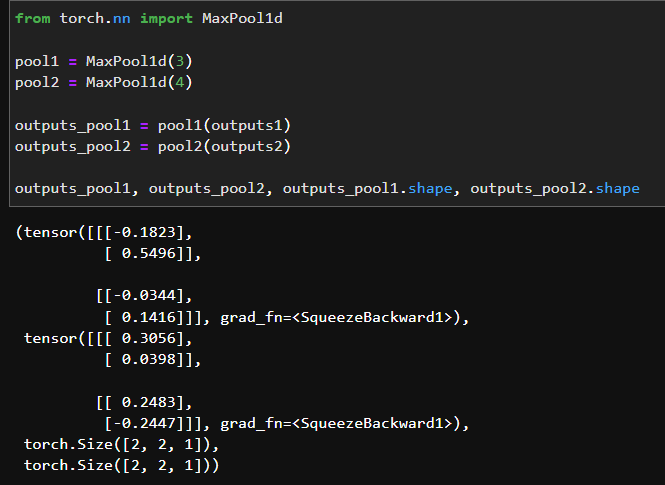 from torch.nn import MaxPool1d
pool1 = MaxPool1d(3)
pool2 = MaxPool1d(4)
outputs_pool1 = pool1(outputs1)
outputs_pool2 = pool2(outputs2)
outputs_pool1, outputs_pool2, outputs_pool1.shape, outputs_pool2.shape
(tensor([[[-0.1823],
[ 0.5496]],
[[-0.0344],
[ 0.1416]]], grad_fn=<SqueezeBackward1>),
tensor([[[ 0.3056],
[ 0.0398]],
[[ 0.2483],
[-0.2447]]], grad_fn=<SqueezeBackward1>),
torch.Size([2, 2, 1]),
torch.Size([2, 2, 1]))